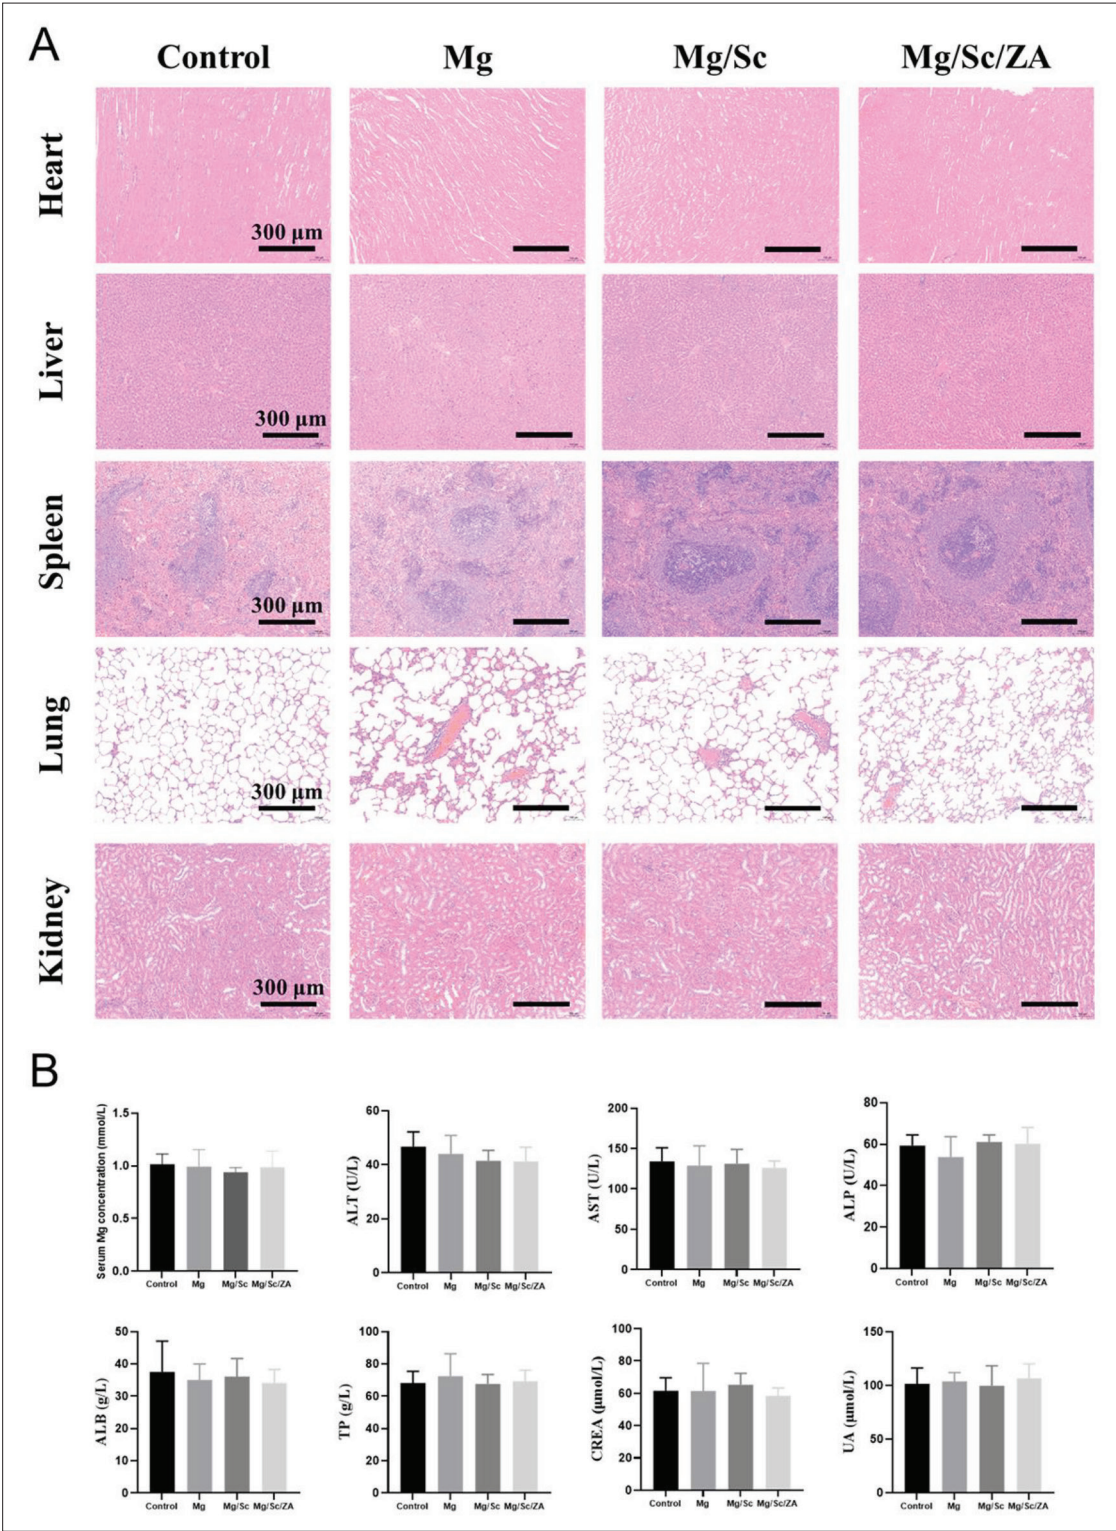 A
Control Mg Mg/Sc Mg/Sc/ZA
Heart
300 µm
Liver
300 µm
Spleen
300 µm
Lung
300 µm
Kidney
300 µm
B
Serum Mg concentration (mmol/L)
1.5
1.0
0.5
0.0
Control Mg Mg/Sc Mg/Sc/ZA
ALT (U/L)
60
40
20
0
Control Mg Mg/Sc Mg/Sc/ZA
AST (U/L)
200
150
100
50
0
Control Mg Mg/Sc Mg/Sc/ZA
ALP (U/L)
80
60
40
20
0
Control Mg Mg/Sc Mg/Sc/ZA
ALB (g/L)
50
40
30
20
10
0
Control Mg Mg/Sc Mg/Sc/ZA
TP (g/L)
100
80
60
40
20
0
Control Mg Mg/Sc Mg/Sc/ZA
CREA (µmol/L)
100
80
60
40
20
0
Control Mg Mg/Sc Mg/Sc/ZA
UA (µmol/L)
150
100
50
0
Control Mg Mg/Sc Mg/Sc/ZA